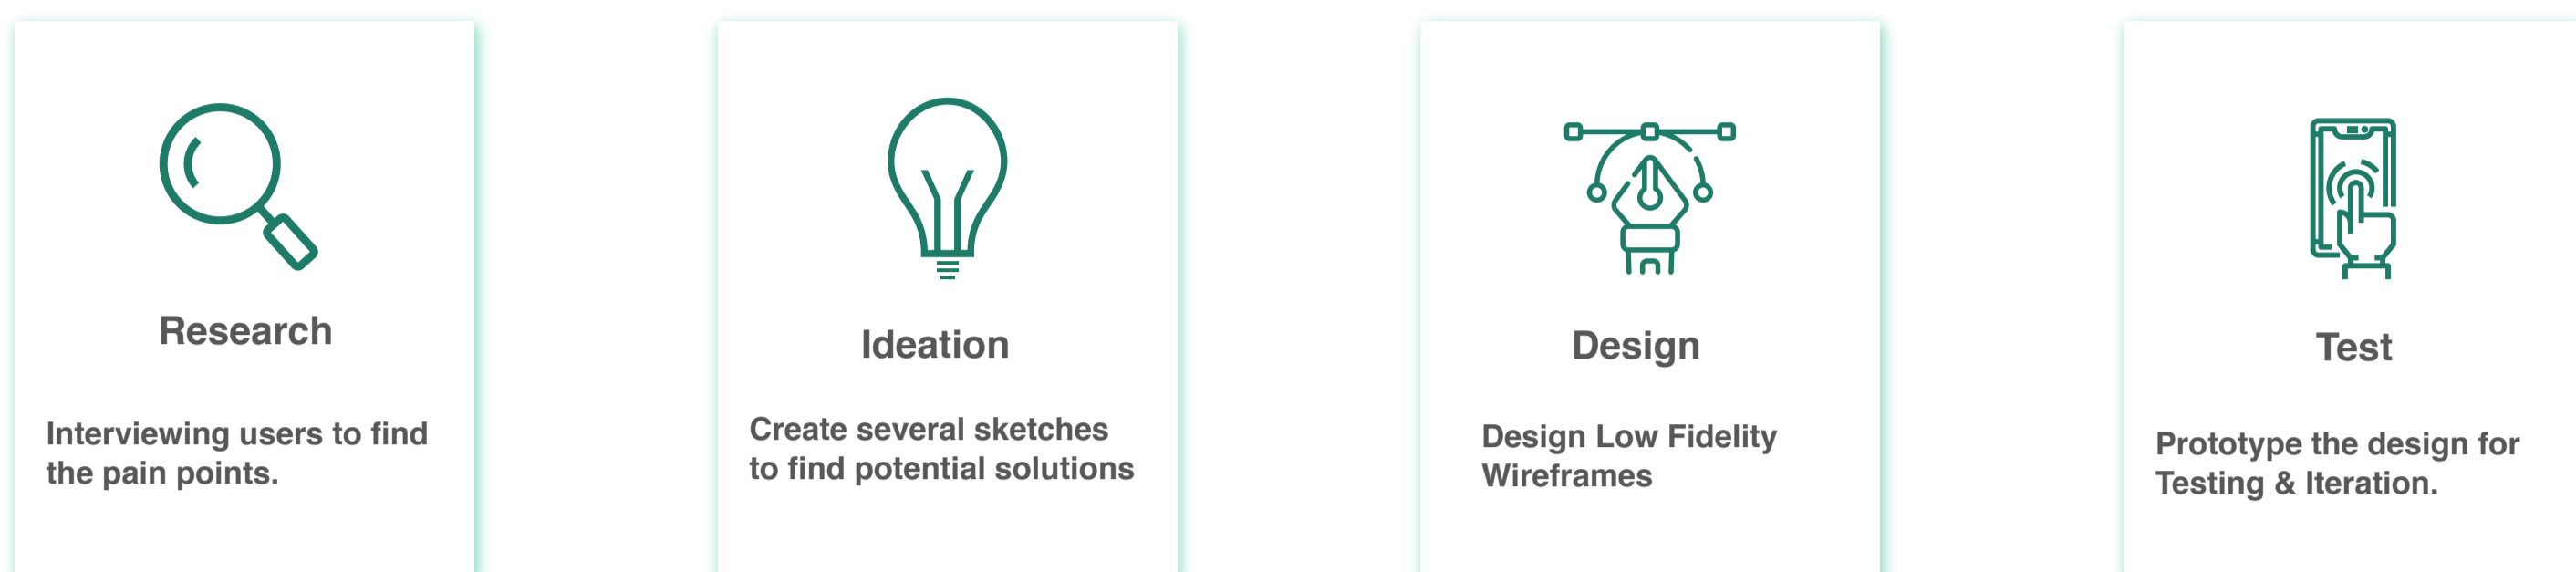 Research
Interviewing users to find
the pain points.
Ideation
Create several sketches
to find potential solutions
Design
Design Low Fidelity
Wireframes
Test
Prototype the design for
Testing & Iteration.